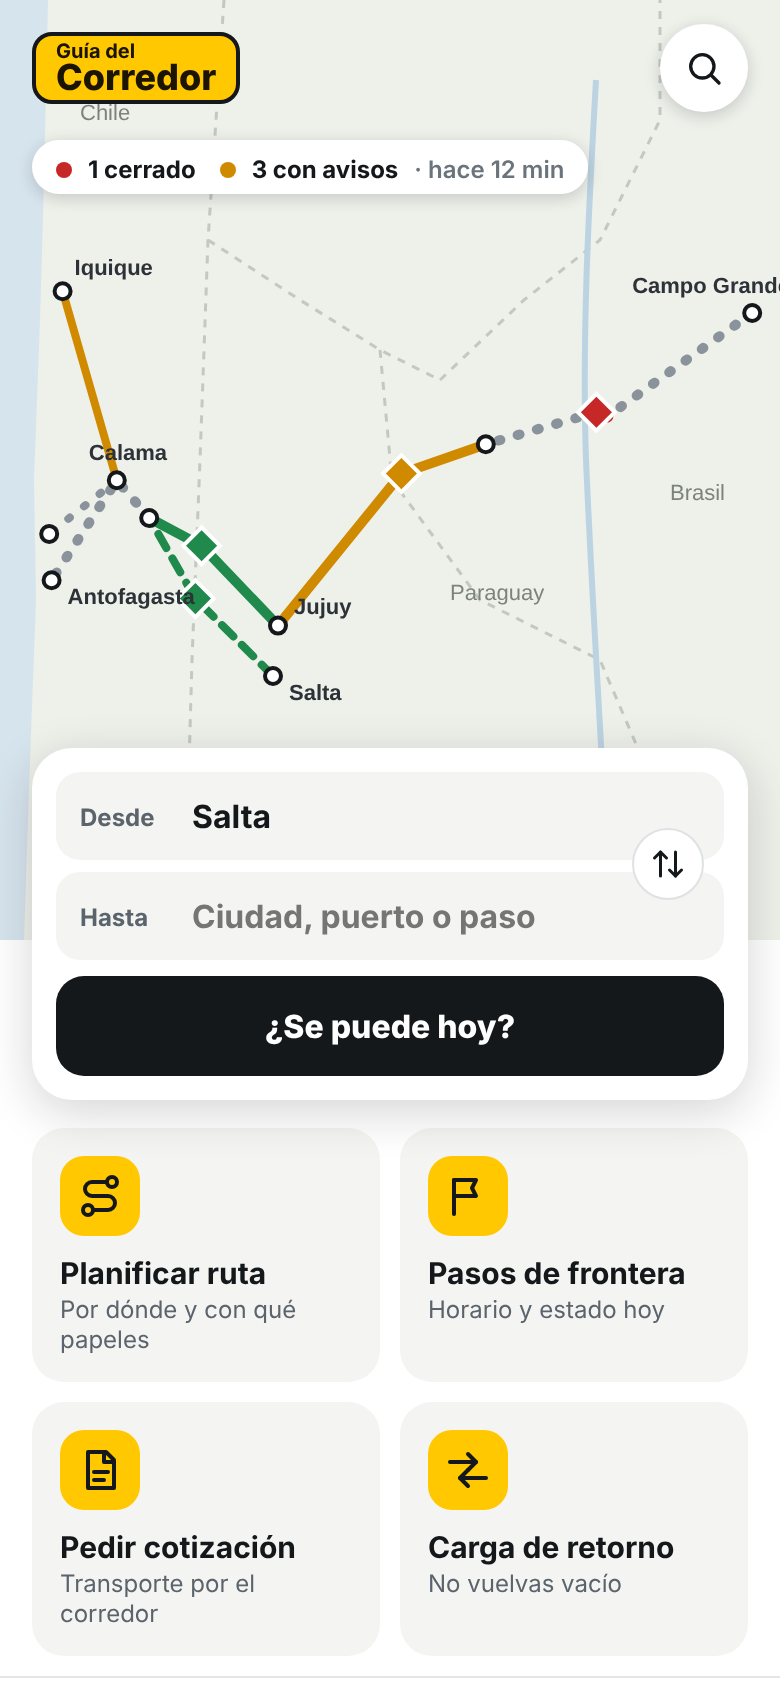 Guía del
Corredor
Chile
1 cerrado 3 con avisos · hace 12 min
Iquique
Campo Grande
Calama
Brasil
Antofagasta
Jujuy
Paraguay
Salta
Desde Salta
Hasta Ciudad, puerto o paso
¿Se puede hoy?
Planificar ruta
Por dónde y con qué
papeles
Pasos de frontera
Horario y estado hoy
Pedir cotización
Transporte por el
corredor
Carga de retorno
No vuelvas vacío